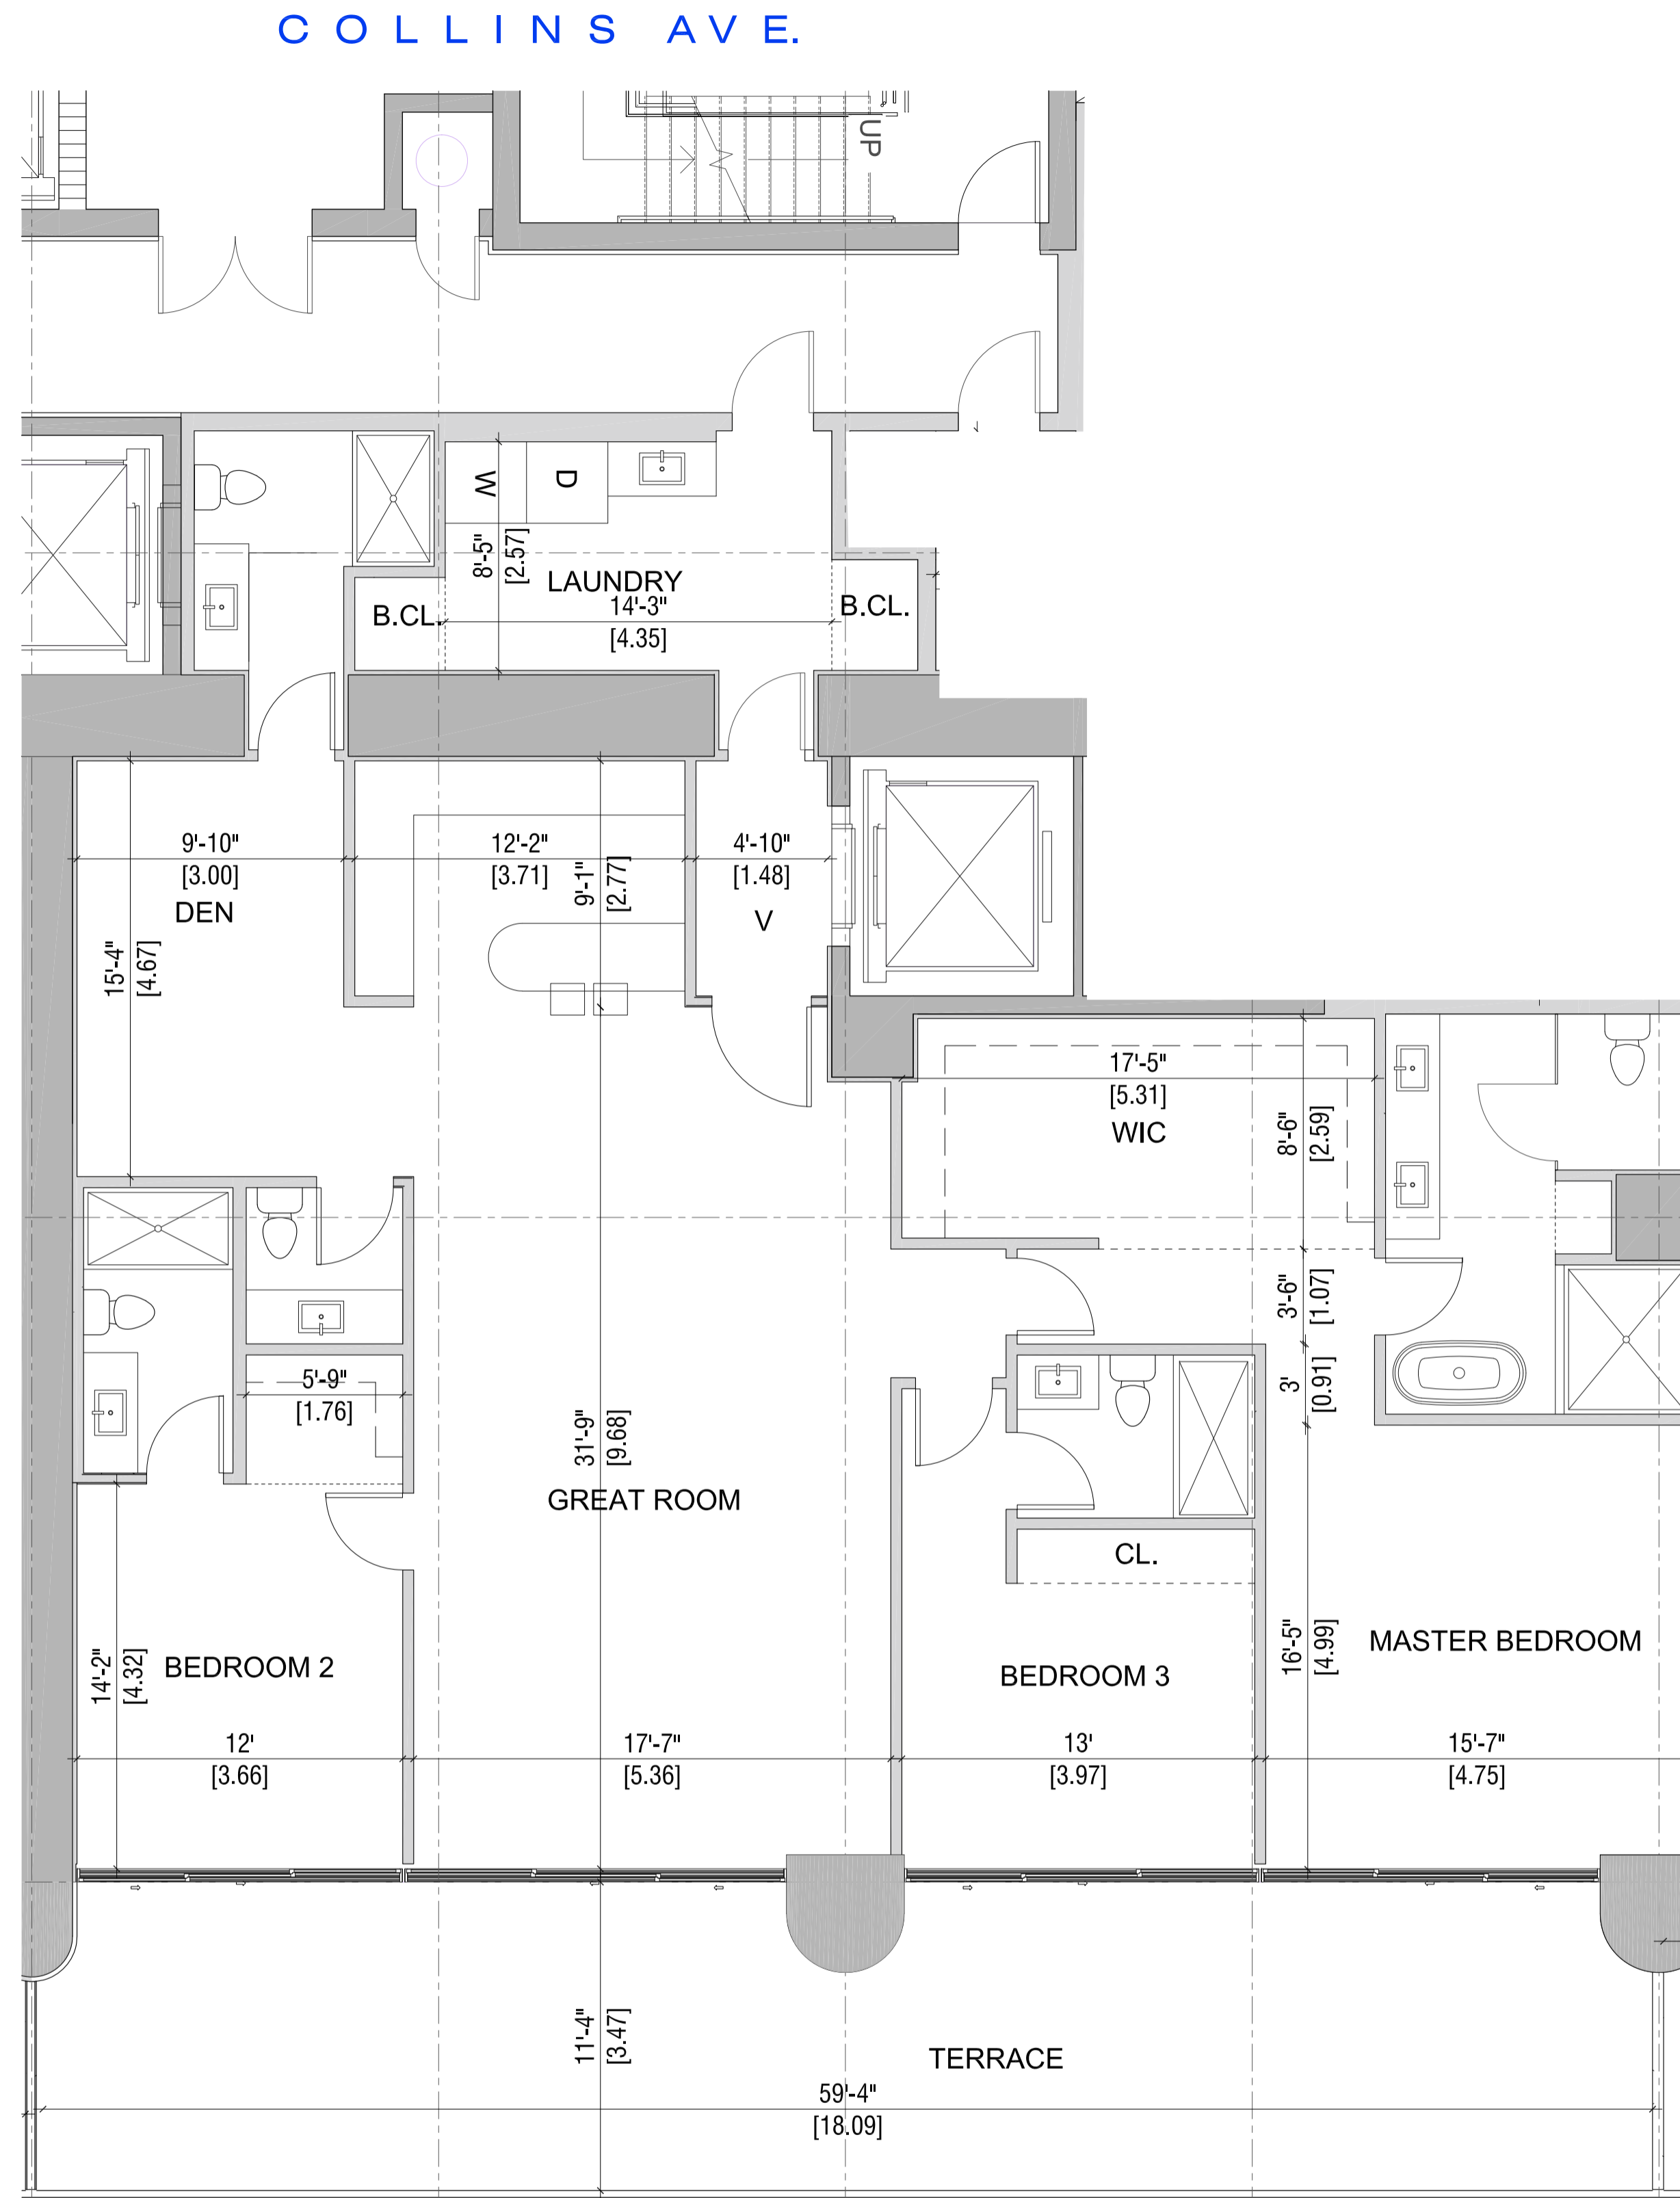 COLLINS AVE.
UP
W
D
8'-5"
[2.57]
LAUNDRY
14'-3"
[4.35]
B.CL.
B.CL.
9'-10"
[3.00]
DEN
12'-2"
[3.71]
9'-1"
[2.77]
4'-10"
[1.48]
V
15'-4"
[4.67]
17'-5"
[5.31]
WIC
8'-6"
[2.59]
3'-6"
[1.07]
3'
[0.91]
5'-9"
[1.76]
31'-9"
[9.68]
GREAT ROOM
CL.
14'-2"
[4.32]
BEDROOM 2
BEDROOM 3
16'-5"
[4.99]
MASTER BEDROOM
12'
[3.66]
17'-7"
[5.36]
13'
[3.97]
15'-7"
[4.75]
11'-4"
[3.47]
TERRACE
59'-4"
[18.09]